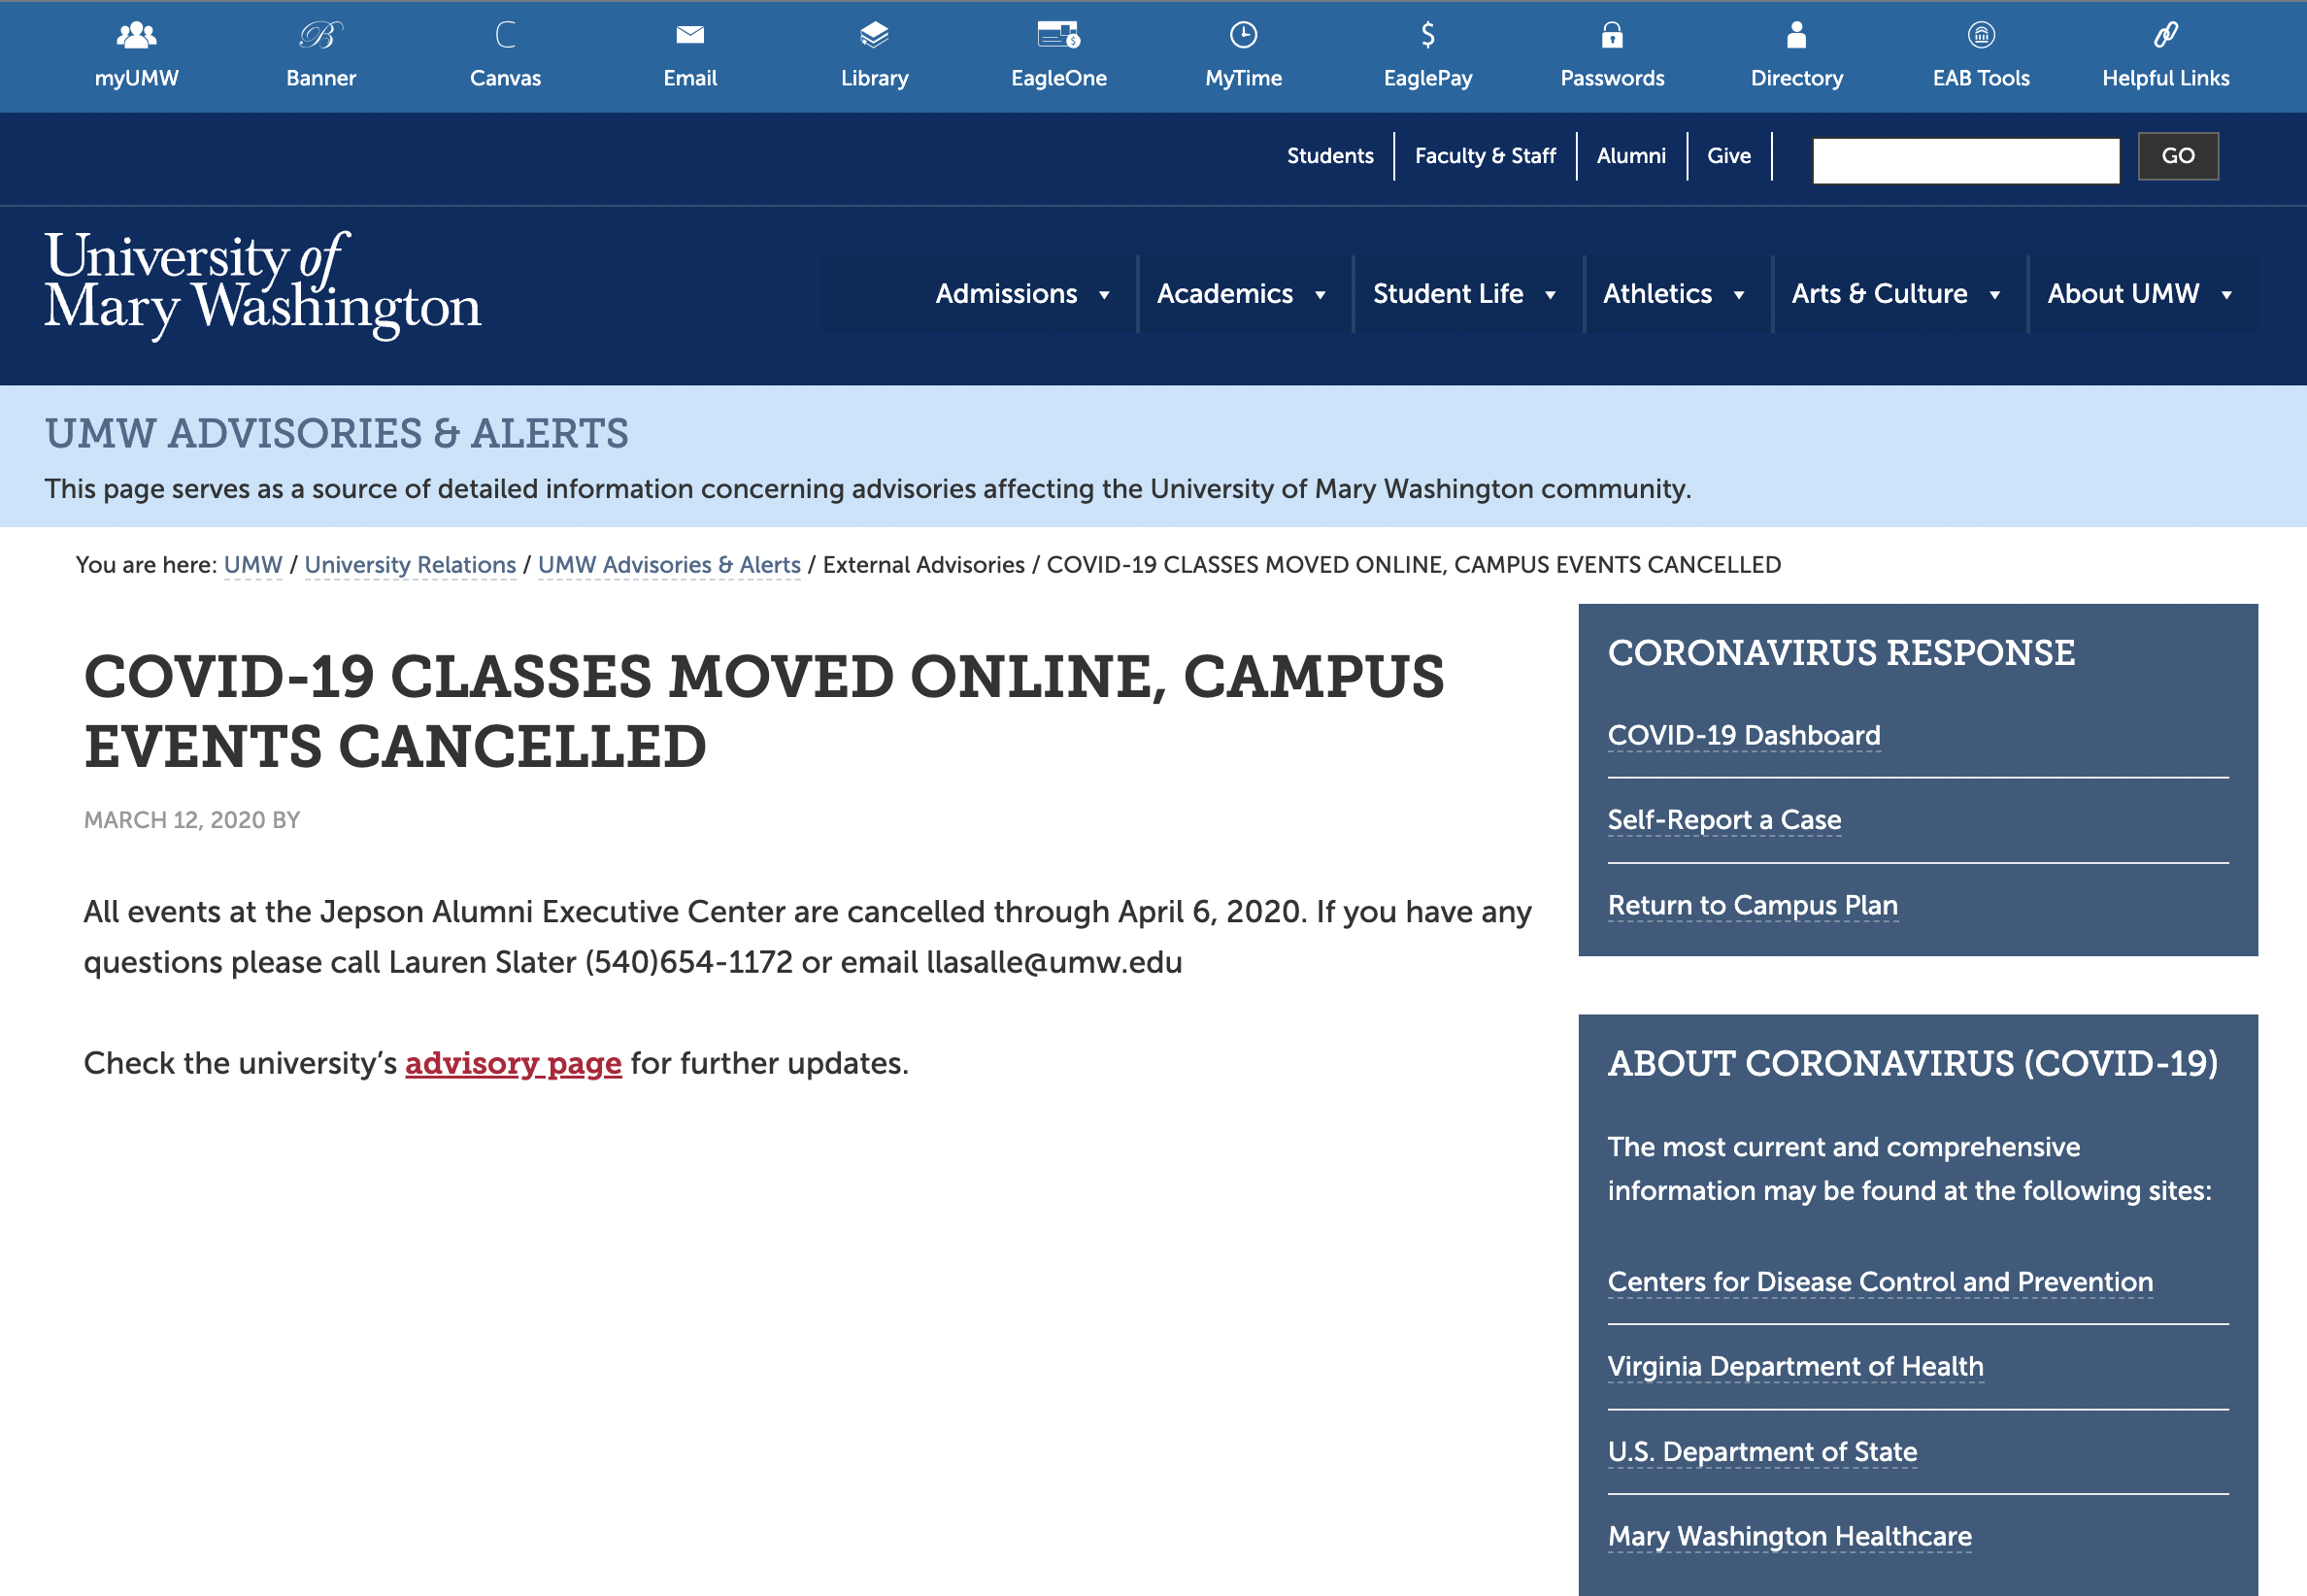 myUMW
Banner
Canvas
Email
Library
EagleOne
MyTime
EaglePay
Passwords
Directory
EAB Tools
Helpful Links
Students
Faculty & Staff
Alumni
Give
GO
University of
Mary Washington
Admissions
Academics
Student Life
Athletics
Arts & Culture
About UMW
UMW ADVISORIES & ALERTS
This page serves as a source of detailed information concerning advisories affecting the University of Mary Washington community.
You are here: UMW / University Relations / UMW Advisories & Alerts / External Advisories / COVID-19 CLASSES MOVED ONLINE, CAMPUS EVENTS CANCELLED
COVID-19 CLASSES MOVED ONLINE, CAMPUS
EVENTS CANCELLED
MARCH 12, 2020 BY
All events at the Jepson Alumni Executive Center are cancelled through April 6, 2020. If you have any
questions please call Lauren Slater (540)654-1172 or email llasalle@umw.edu
Check the university’s advisory page for further updates.
CORONAVIRUS RESPONSE
COVID-19 Dashboard
Self-Report a Case
Return to Campus Plan
ABOUT CORONAVIRUS (COVID-19)
The most current and comprehensive
information may be found at the following sites:
Centers for Disease Control and Prevention
Virginia Department of Health
U.S. Department of State
Mary Washington Healthcare